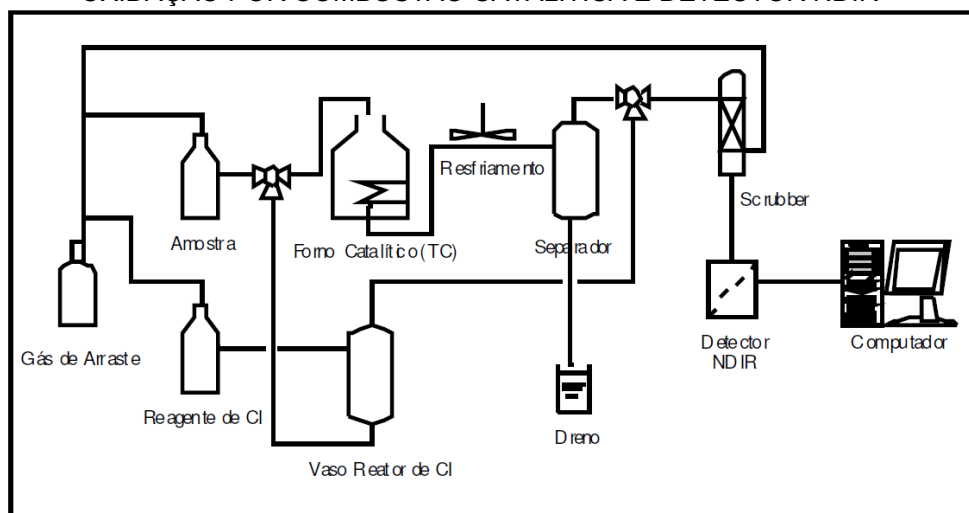 Resfriamento
Scrubber
Amostra
Forno Catalítico (TC)
Separador
Gás de Arraste
Detector
NDIR
Computador
Reagente de CI
Dreno
Vaso Reator de CI